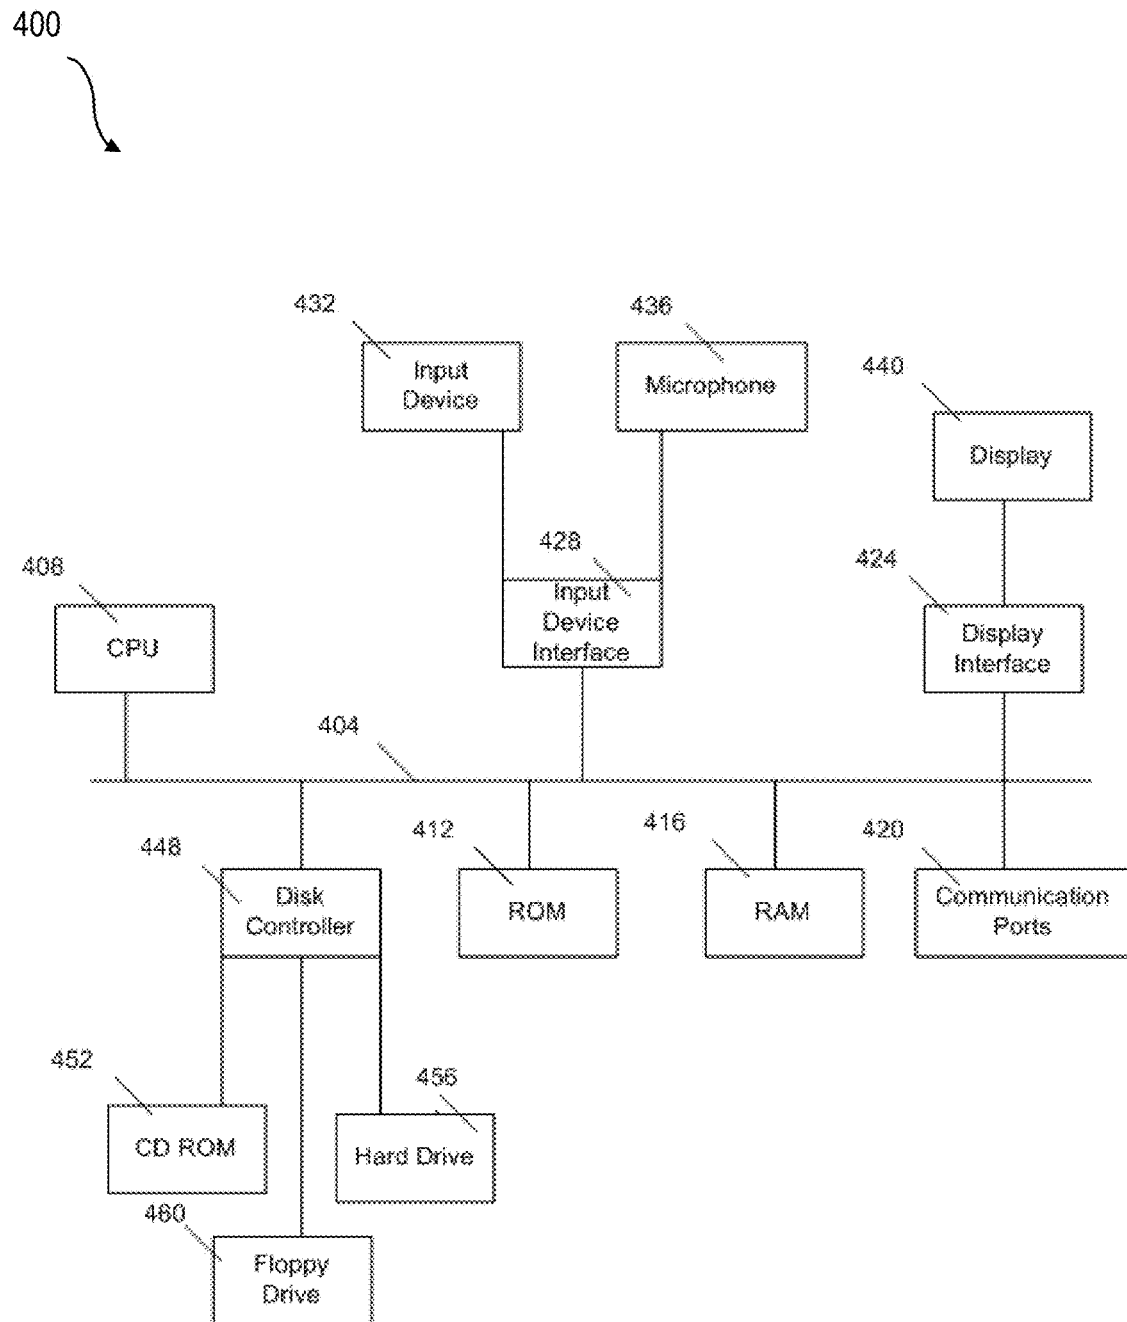 400
432
436
Input
Device
Microphone
440
Display
428
424
408
Input
Device
Interface
CPU
Display
Interface
404
448
412
416
420
Disk
Controller
ROM
RAM
Communication
Ports
452
456
CD ROM
Hard Drive
460
Floppy
Drive